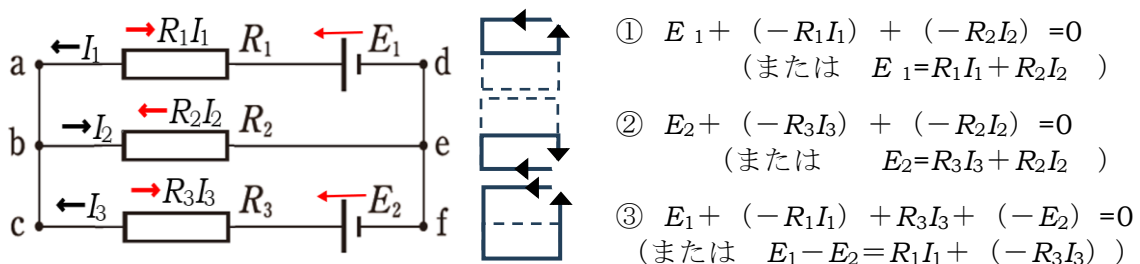 I₁ R₁I₁ R₁ E₁
a d
I₂ R₂I₂ R₂
b e
I₃ R₃I₃ R₃ E₂
c f
① E ₁+ (-R₁I₁) + (-R₂I₂) =0
(または E ₁=R₁I₁+R₂I₂ )
② E₂+ (-R₃I₃) + (-R₂I₂) =0
(または E₂=R₃I₃+R₂I₂ )
③ E₁+ (-R₁I₁) +R₃I₃+ (-E₂) =0
(または E₁-E₂=R₁I₁+ (-R₃I₃) )